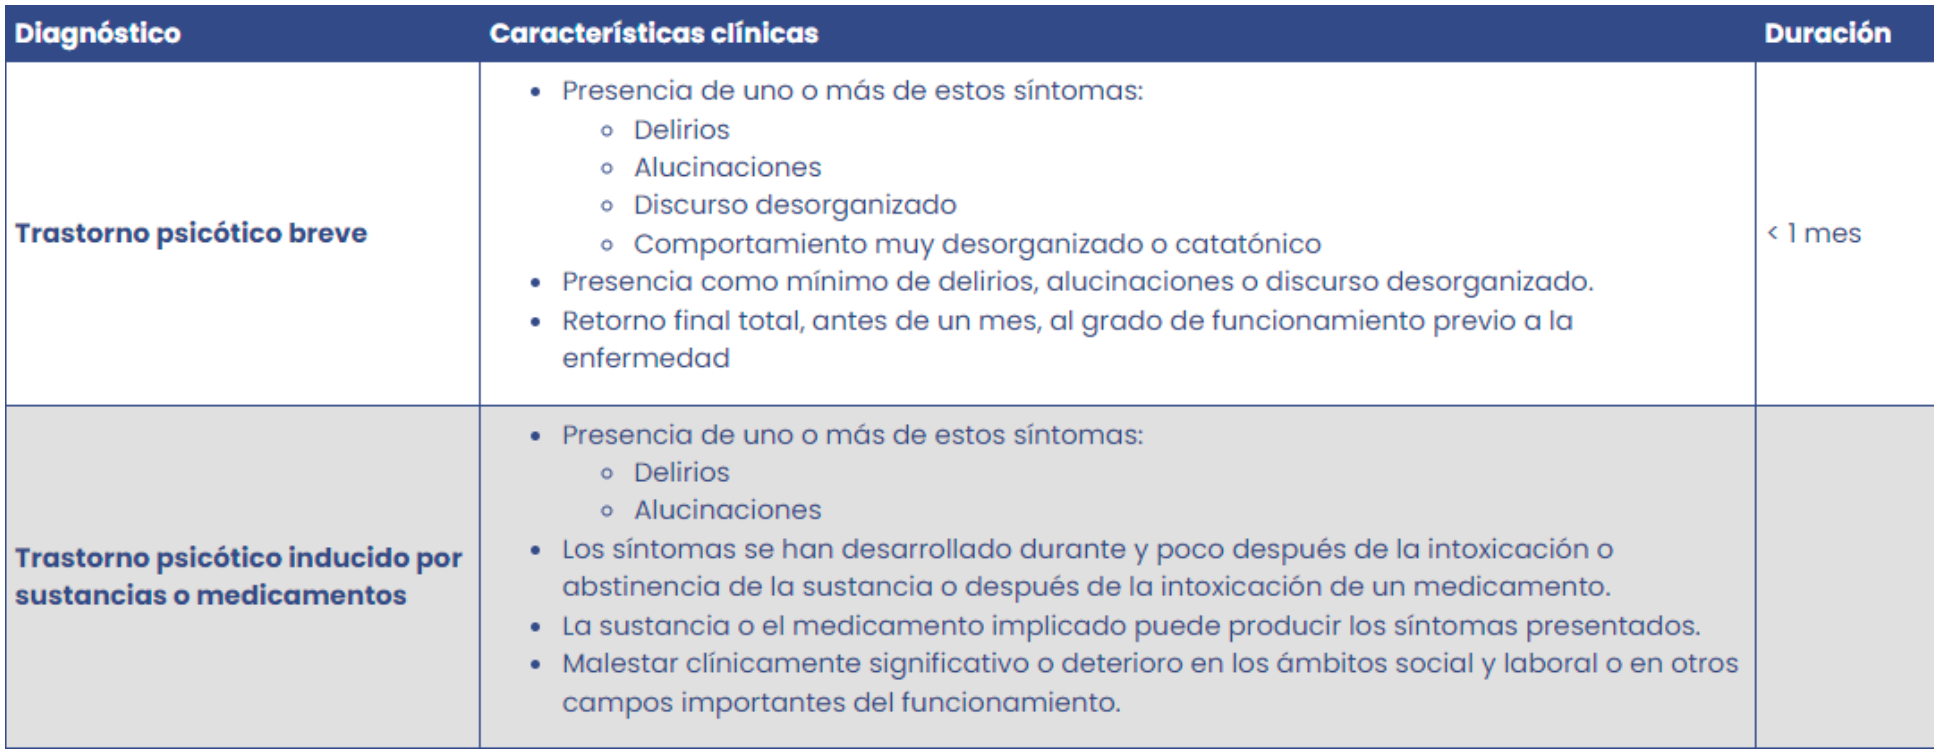 Diagnóstico Características clínicas Duración
Trastorno psicótico breve
• Presencia de uno o más de estos síntomas:
◦ Delirios
◦ Alucinaciones
◦ Discurso desorganizado
◦ Comportamiento muy desorganizado o catatónico
• Presencia como mínimo de delirios, alucinaciones o discurso desorganizado.
• Retorno final total, antes de un mes, al grado de funcionamiento previo a la
enfermedad
< 1 mes
Trastorno psicótico inducido por
sustancias o medicamentos
• Presencia de uno o más de estos síntomas:
◦ Delirios
◦ Alucinaciones
• Los síntomas se han desarrollado durante y poco después de la intoxicación o
abstinencia de la sustancia o después de la intoxicación de un medicamento.
• La sustancia o el medicamento implicado puede producir los síntomas presentados.
• Malestar clínicamente significativo o deterioro en los ámbitos social y laboral o en otros
campos importantes del funcionamiento.